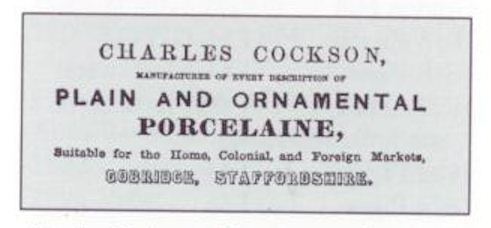 CHARLES COCKSON,
MANUFACTURER OF EVERY DESCRIPTION OF
PLAIN AND ORNAMENTAL
PORCELAINE,
Suitable for the Home, Colonial, and Foreign Markets,
COBRIDGE, STAFFORDSHIRE.